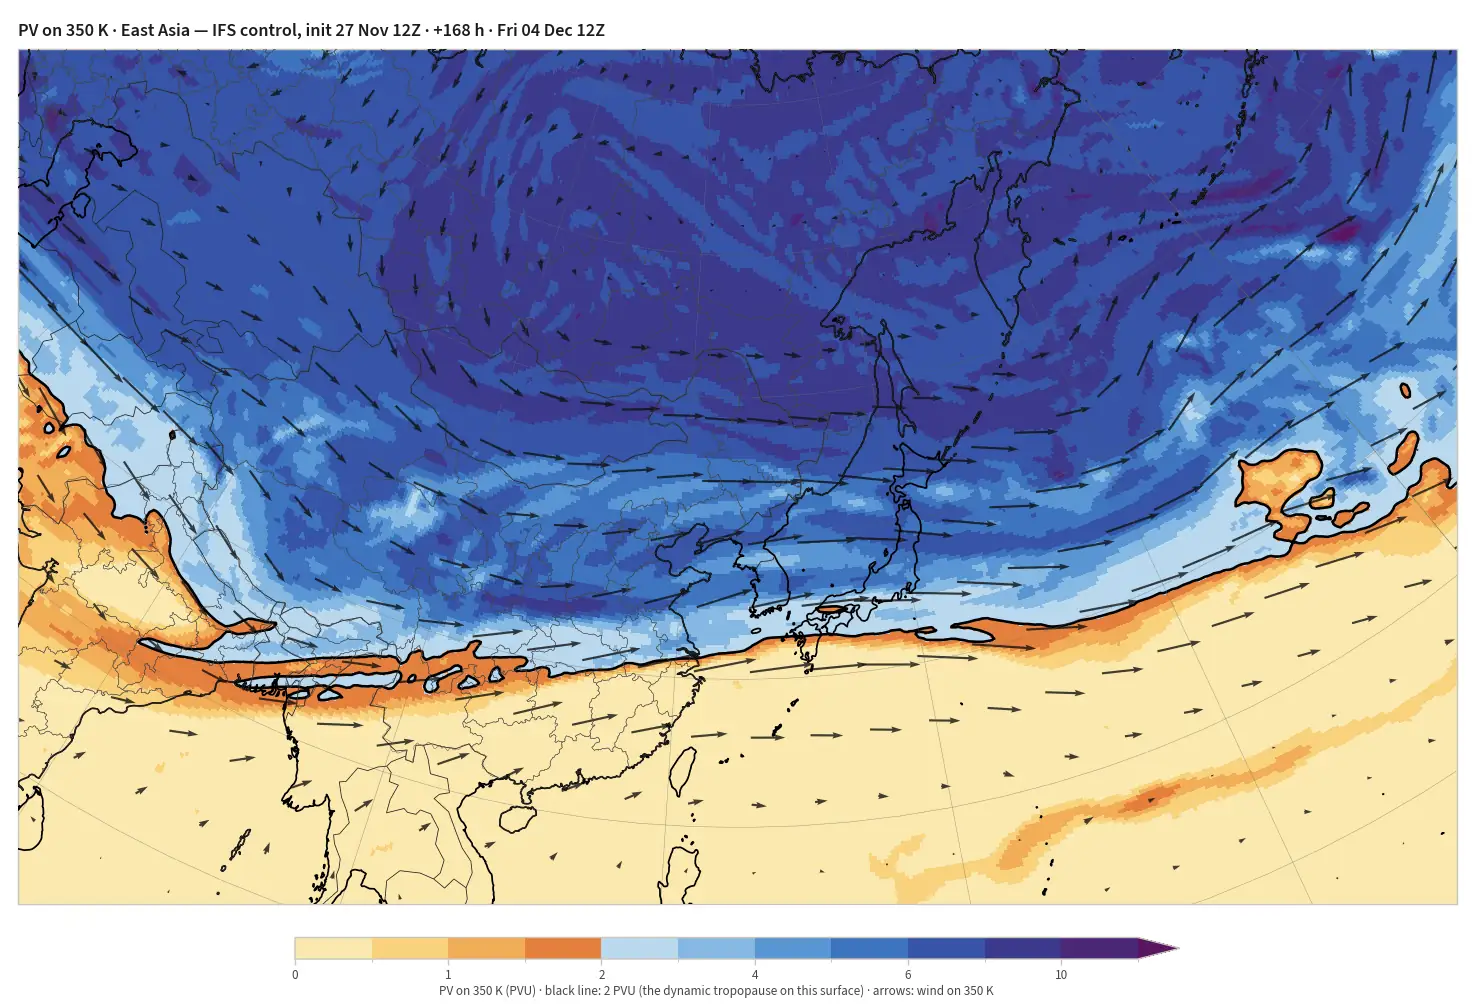 PV on 350 K · East Asia — IFS control, init 27 Nov 12Z · +168 h · Fri 04 Dec 12Z
0 1 2 4 6 10
PV on 350 K (PVU) · black line: 2 PVU (the dynamic tropopause on this surface) · arrows: wind on 350 K